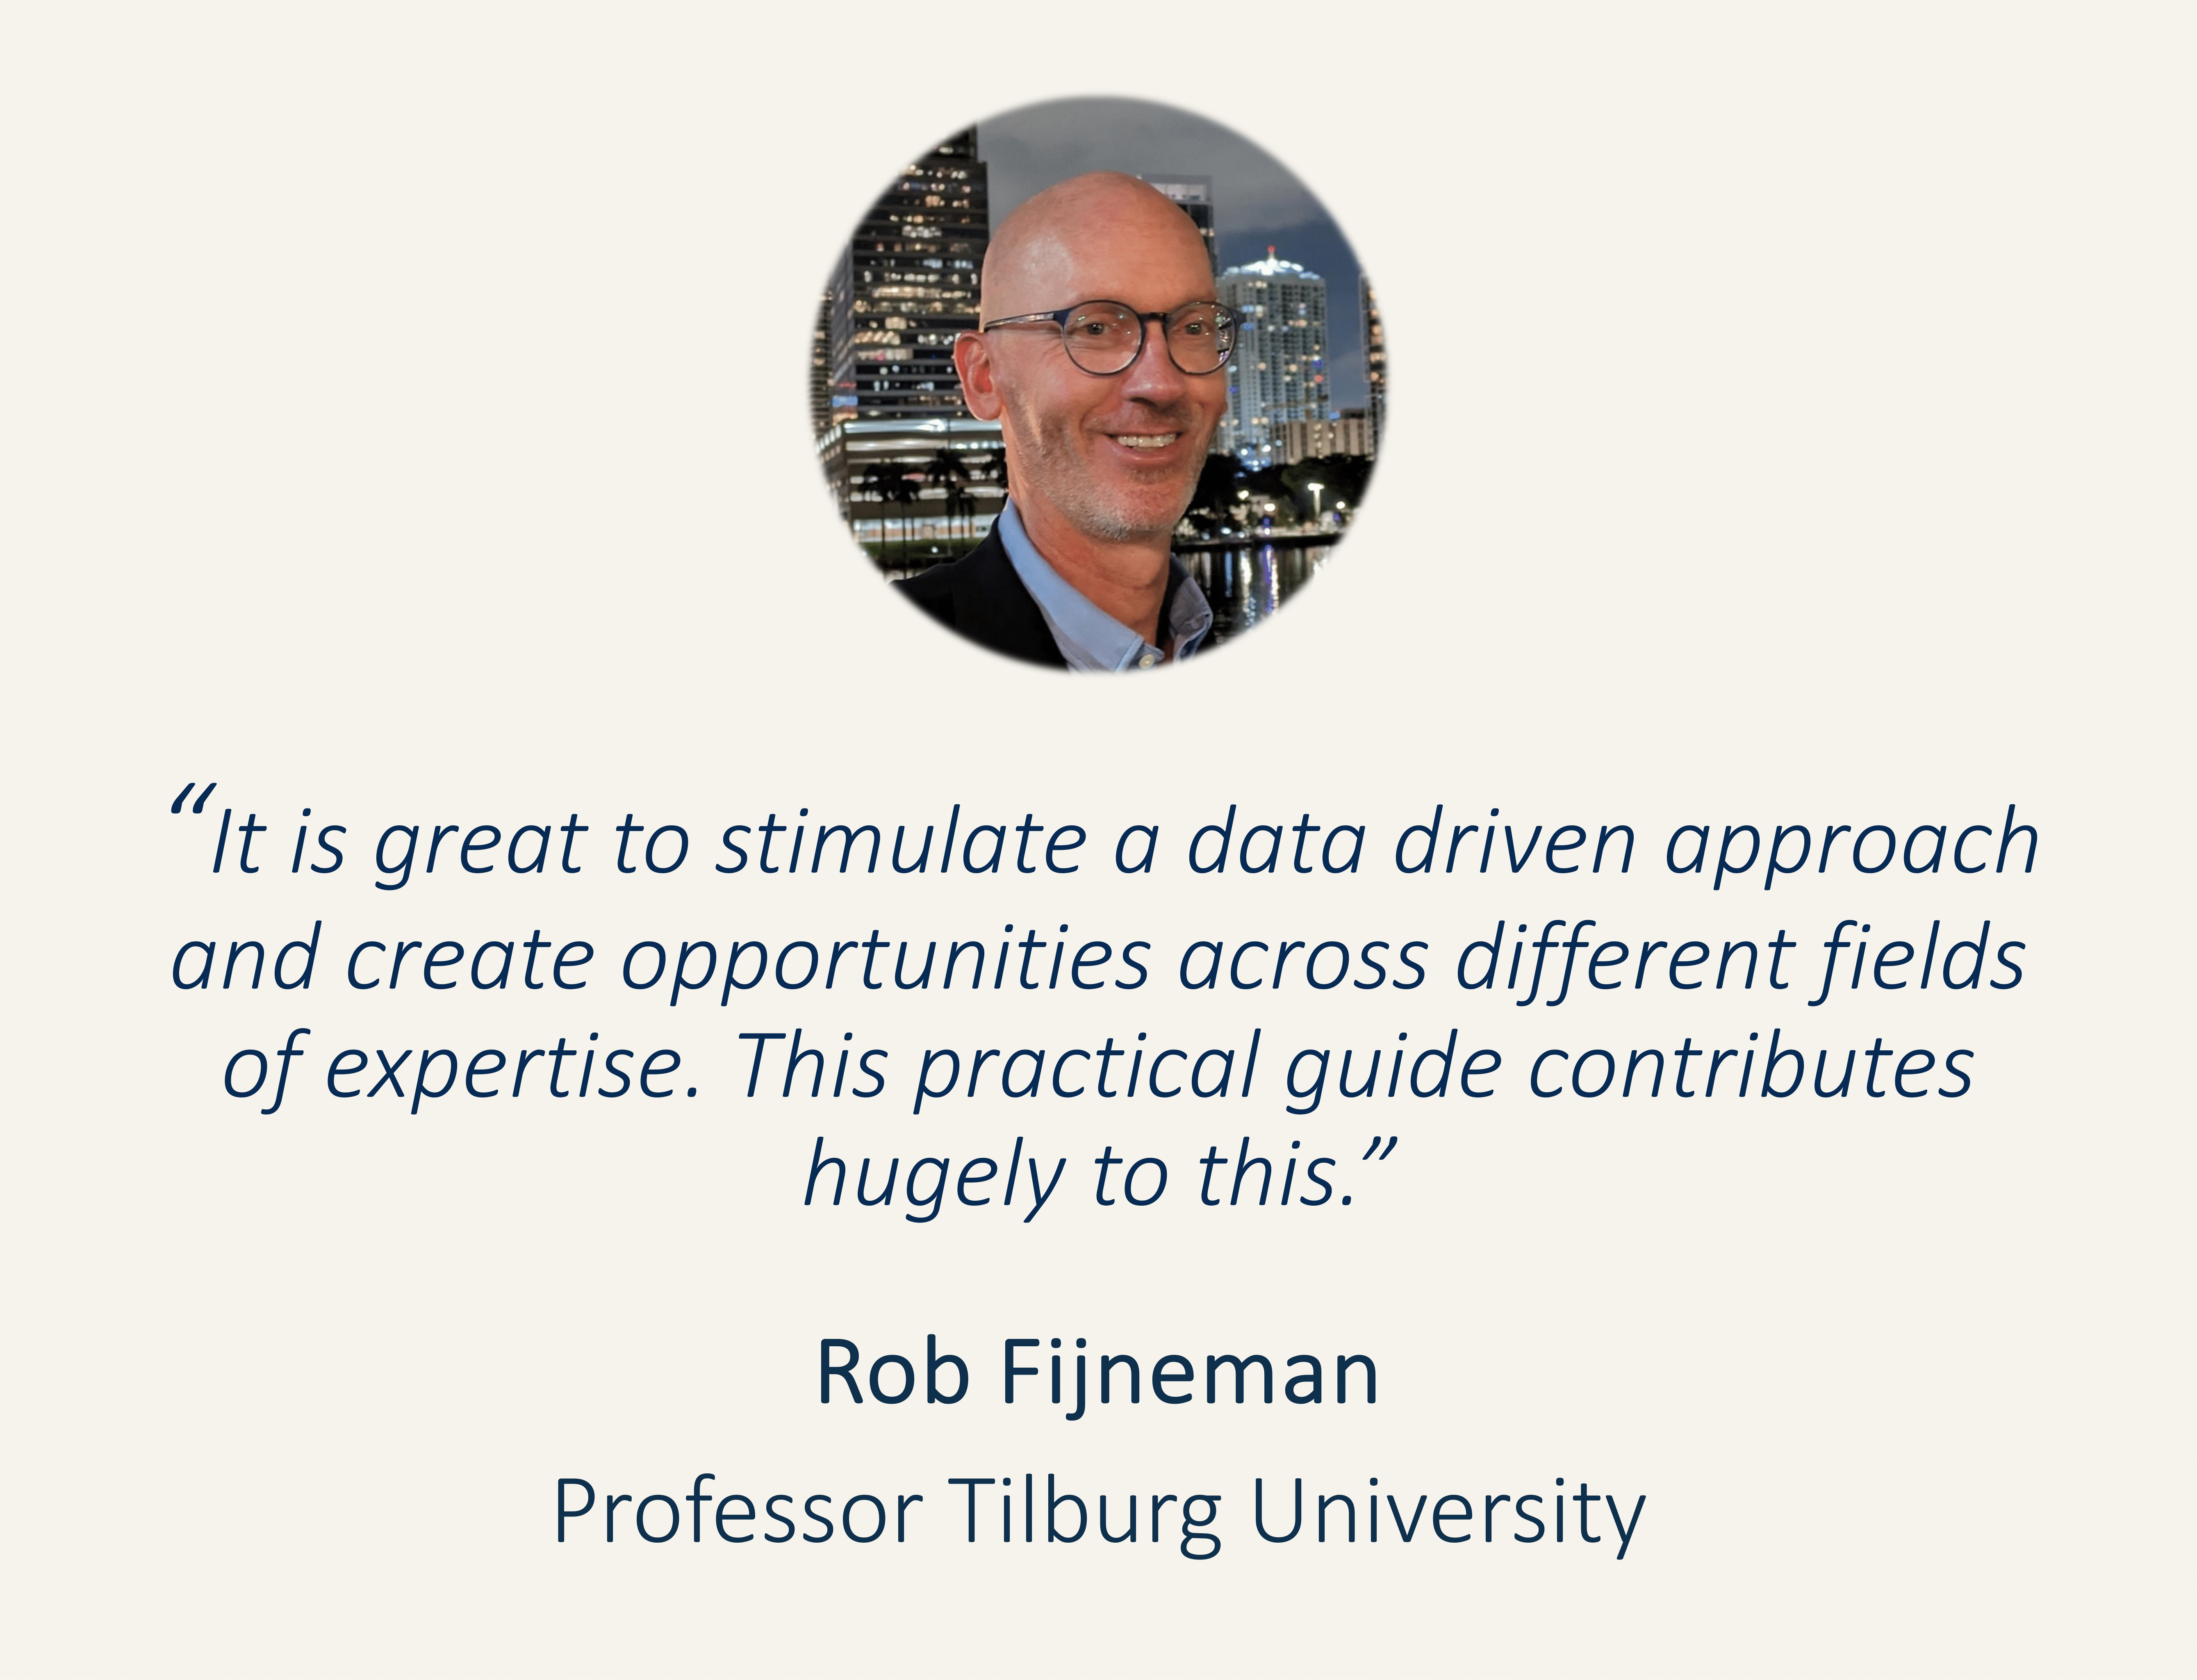 “It is great to stimulate a data driven approach
and create opportunities across different fields
of expertise. This practical guide contributes
hugely to this.”
Rob Fijneman
Professor Tilburg University